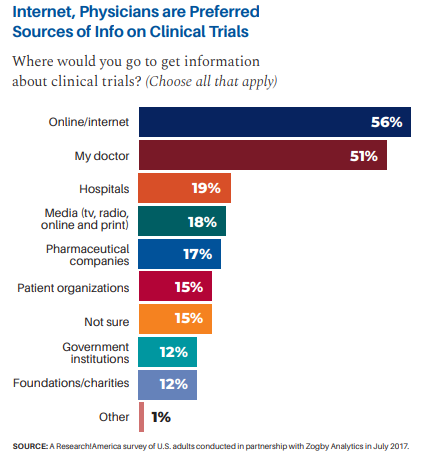 Internet, Physicians are Preferred
Sources of Info on Clinical Trials
Where would you go to get information
about clinical trials? (Choose all that apply)
Online/internet 56%
My doctor 51%
Hospitals 19%
Media (tv, radio,
online and print) 18%
Pharmaceutical
companies 17%
Patient organizations 15%
Not sure 15%
Government
institutions 12%
Foundations/charities 12%
Other 1%
SOURCE: A Research!America survey of U.S. adults conducted in partnership with Zogby Analytics in July 2017.